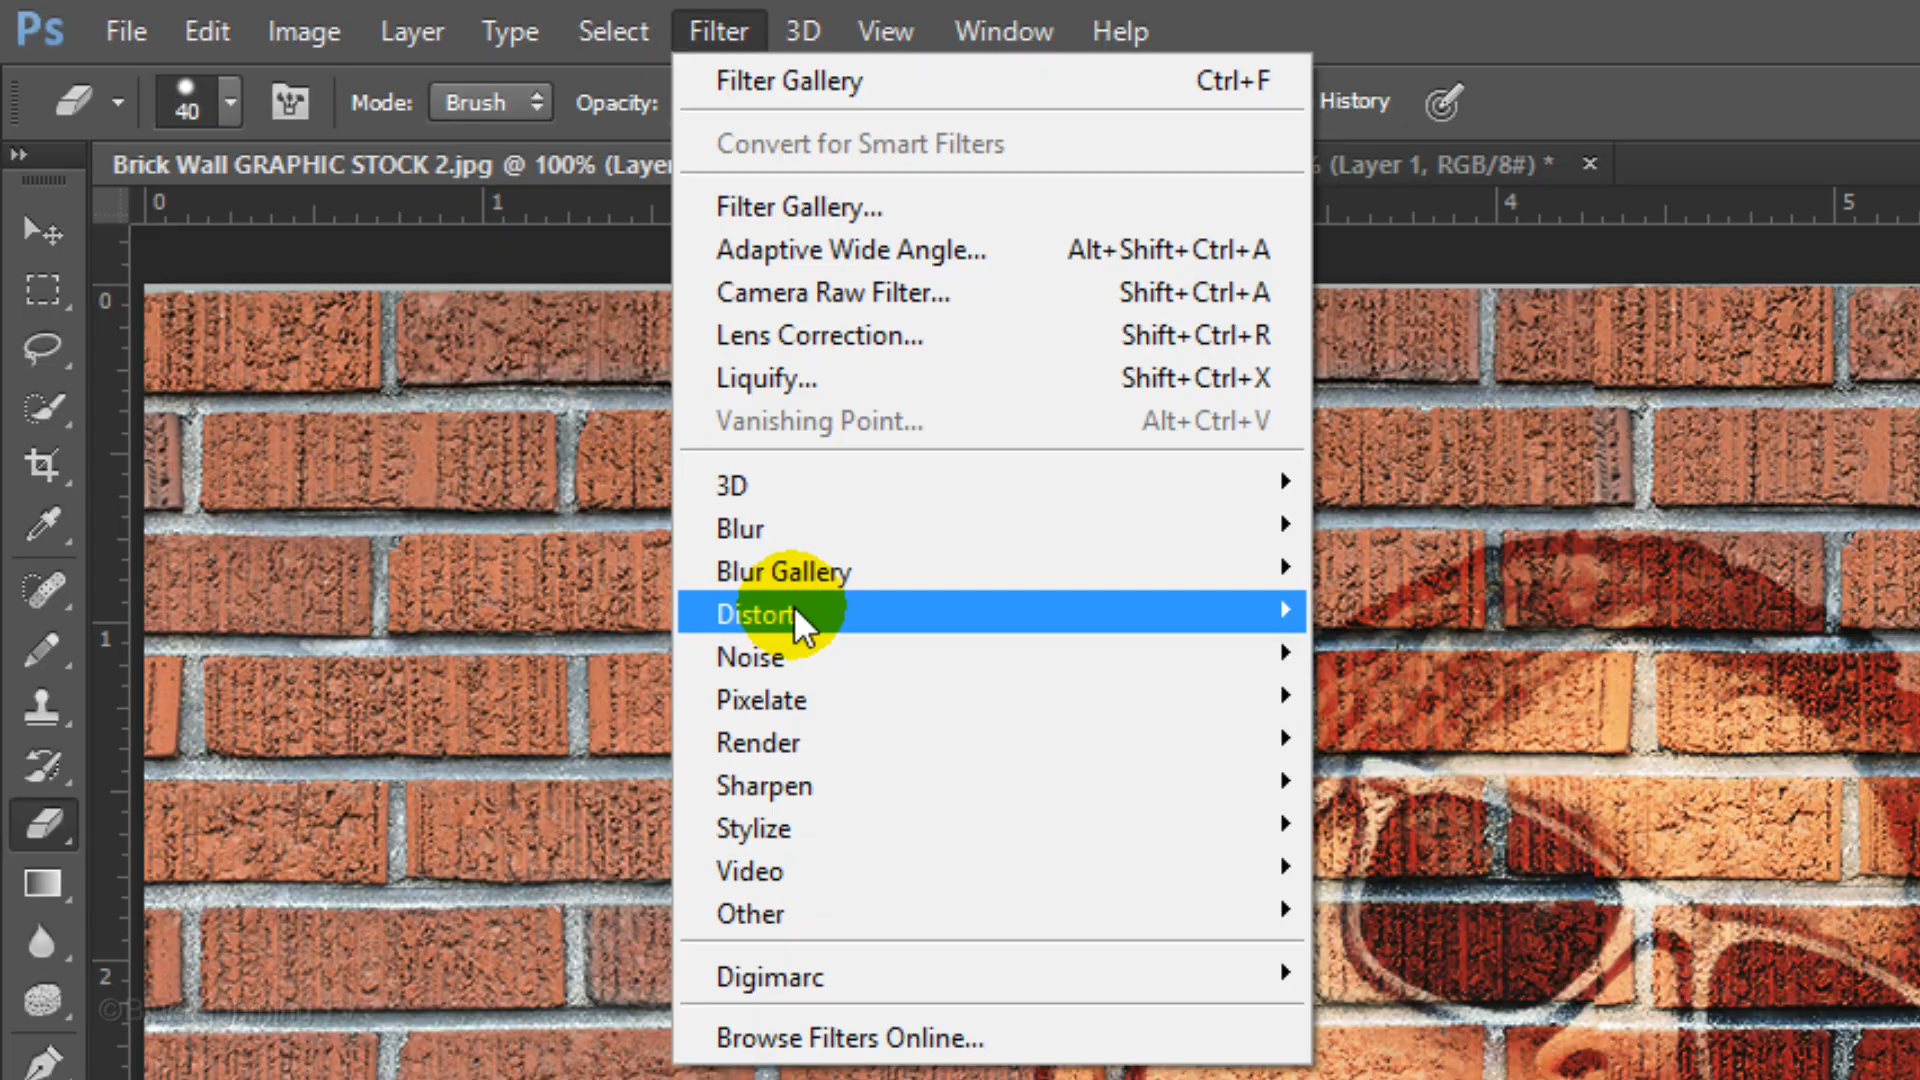 Ps File Edit Image Layer Type Select Filter 3D View Window Help
40 Mode: Brush Opacity: History
Brick Wall GRAPHIC STOCK 2.jpg @ 100% (Layer % (Layer 1, RGB/8#) * ×
0 1 4 5
0
1
2
Filter Gallery Ctrl+F
Convert for Smart Filters
Filter Gallery...
Adaptive Wide Angle... Alt+Shift+Ctrl+A
Camera Raw Filter... Shift+Ctrl+A
Lens Correction... Shift+Ctrl+R
Liquify... Shift+Ctrl+X
Vanishing Point... Alt+Ctrl+V
3D
Blur
Blur Gallery
Distort
Noise
Pixelate
Render
Sharpen
Stylize
Video
Other
Digimarc
Browse Filters Online...